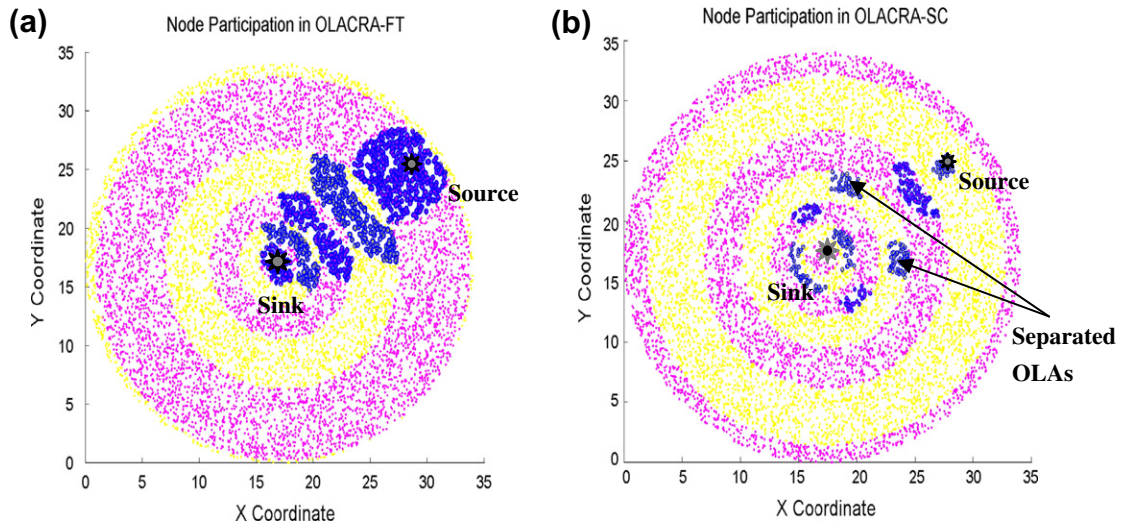 (a)
Node Participation in OLACRA-FT
35
30
25
20
15
10
5
0
Y Coordinate
Source
Sink
0 5 10 15 20 25 30 35
X Coordinate
(b)
Node Participation in OLACRA-SC
35
30
25
20
15
10
5
0
Y Coordinate
Source
Sink
Separated
OLAs
0 5 10 15 20 25 30 35
X Coordinate